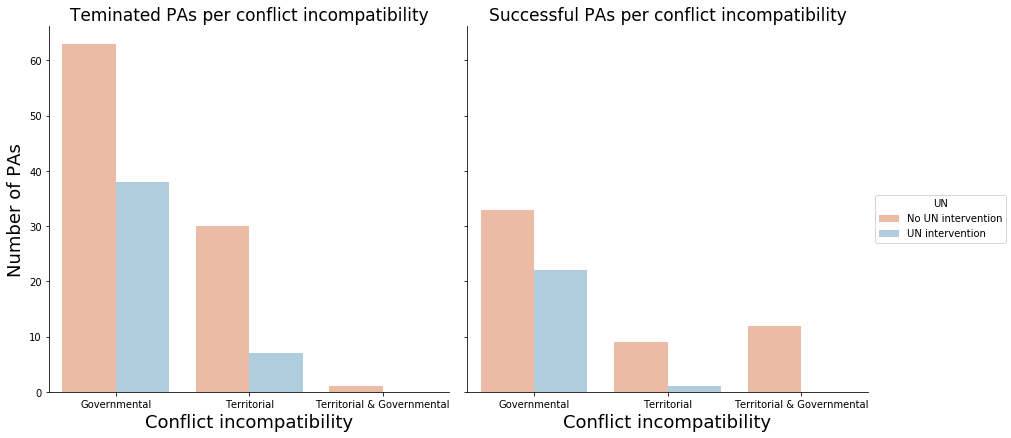 Teminated PAs per conflict incompatibility
Successful PAs per conflict incompatibility
Number of PAs
60
50
40
30
20
10
0
Governmental
Territorial
Territorial & Governmental
Conflict incompatibility
Governmental
Territorial
Territorial & Governmental
Conflict incompatibility
UN
No UN intervention
UN intervention